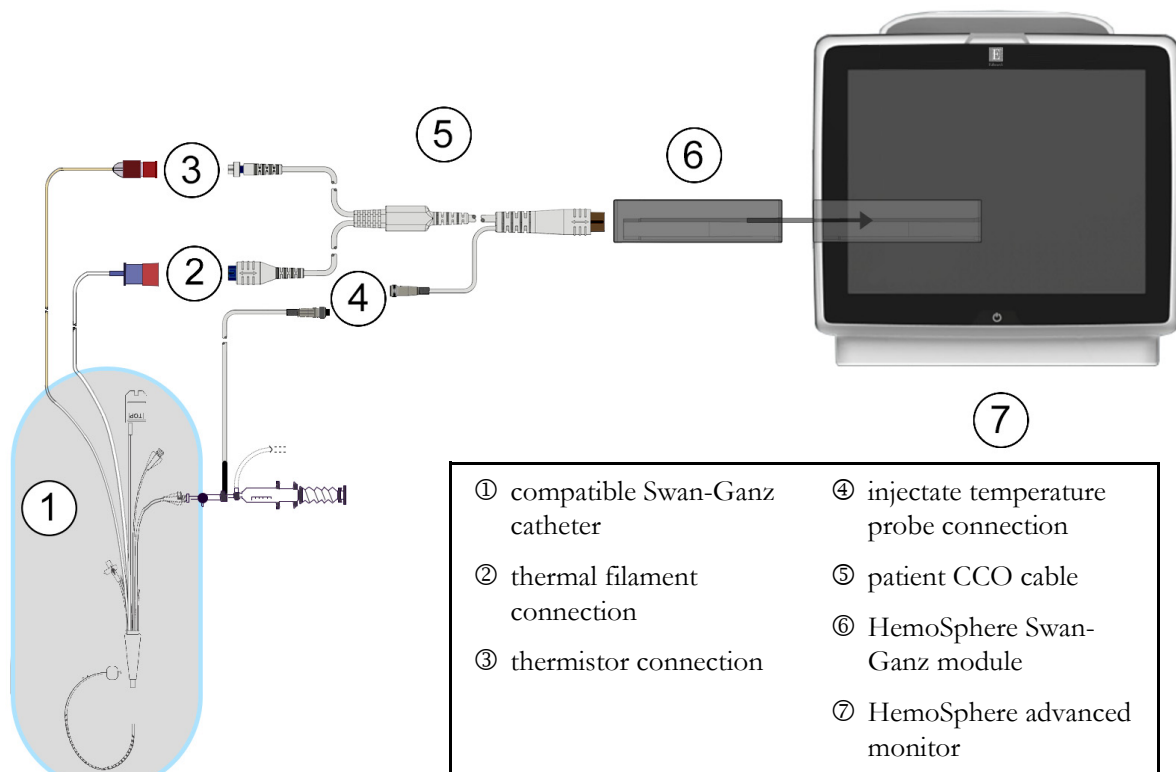 E
5
3
6
2
4
TOP
1
7
① compatible Swan-Ganz
catheter
② thermal filament
connection
③ thermistor connection
④ injectate temperature
probe connection
⑤ patient CCO cable
⑥ HemoSphere Swan-
Ganz module
⑦ HemoSphere advanced
monitor